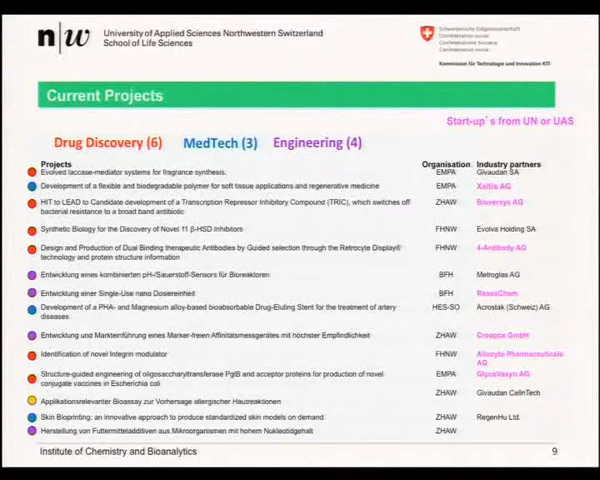 n|w
University of Applied Sciences Northwestern Switzerland
School of Life Sciences
Schweizerische Eidgenossenschaft
Confédération suisse
Confederazione Svizzera
Confederaziun svizra
Kommission für Technologie und Innovation KTI
Current Projects
Start-up´s from UN or UAS
Drug Discovery (6) MedTech (3) Engineering (4)
Projects Organisation Industry partners
Evolved laccase-mediator systems for fragrance synthesis. EMPA Givaudan SA
Development of a flexible and biodegradable polymer for soft tissue applications and regenerative medicine EMPA Xeltis AG
HIT to LEAD to Candidate development of a Transcription Repressor Inhibitory Compound (TRIC), which switches off ZHAW Bioversys AG
bacterial resistance to a broad band antibiotic
Synthetic Biology for the Discovery of Novel 11 β-HSD Inhibitors FHNW Evolva Holding SA
Design and Production of Dual Binding therapeutic Antibodies by Guided selection through the Retrocyte Display® FHNW 4-Antibody AG
technology and protein structure information
Entwicklung eines kombinierten pH-/Sauerstoff-Sensors für Bioreaktoren BFH Metroglas AG
Entwicklung einer Single-Use nano Dosiereinheit BFH
Development of a PHA- and Magnesium alloy-based bioabsorbable Drug-Eluting Stent for the treatment of artery HES-SO Acrostak (Schweiz) AG
diseases.
Entwicklung und Markteinführung eines Marker-freien Affinitätsmessgerätes mit höchster Empfindlichkeit ZHAW Creoptix GmbH
Identification of novel Integrin modulator FHNW Allocyte Pharmaceuticals
AG
Structure-guided engineering of oligosaccharyltransferase PglB and acceptor proteins for production of novel EMPA GlycoVaxyn AG
conjugate vaccines in Escherichia coli
Applikationsrelevanter Bioassay zur Vorhersage allergischer Hautreaktionen ZHAW Givaudan CellnTech
Skin Bioprinting: an innovative approach to produce standardized skin models on demand ZHAW RegenHu Ltd.
Herstellung von Futtermitteladditiven aus Mikroorganismen mit hohem Nukleotidgehalt ZHAW
Institute of Chemistry and Bioanalytics 9